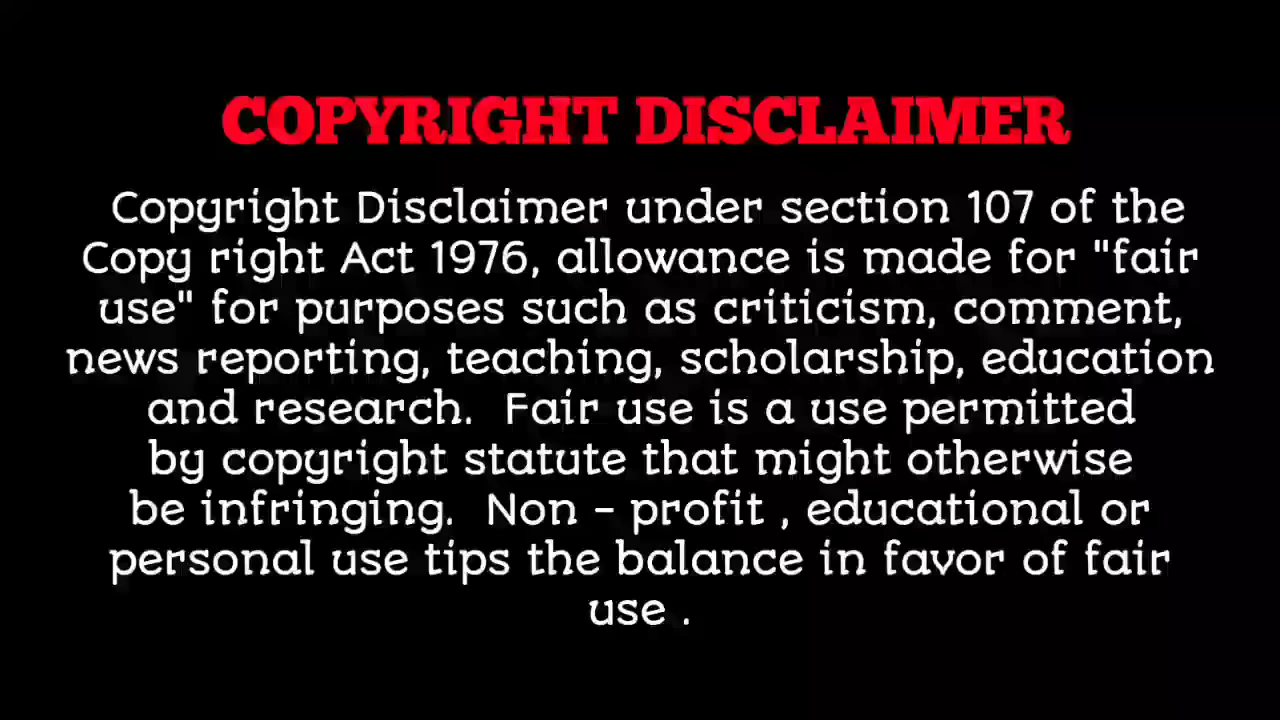 COPYRIGHT DISCLAIMER
Copyright Disclaimer under section 107 of the
Copy right Act 1976, allowance is made for "fair
use" for purposes such as criticism, comment,
news reporting, teaching, scholarship, education
and research.  Fair use is a use permitted
by copyright statute that might otherwise
be infringing.  Non - profit , educational or
personal use tips the balance in favor of fair
use .